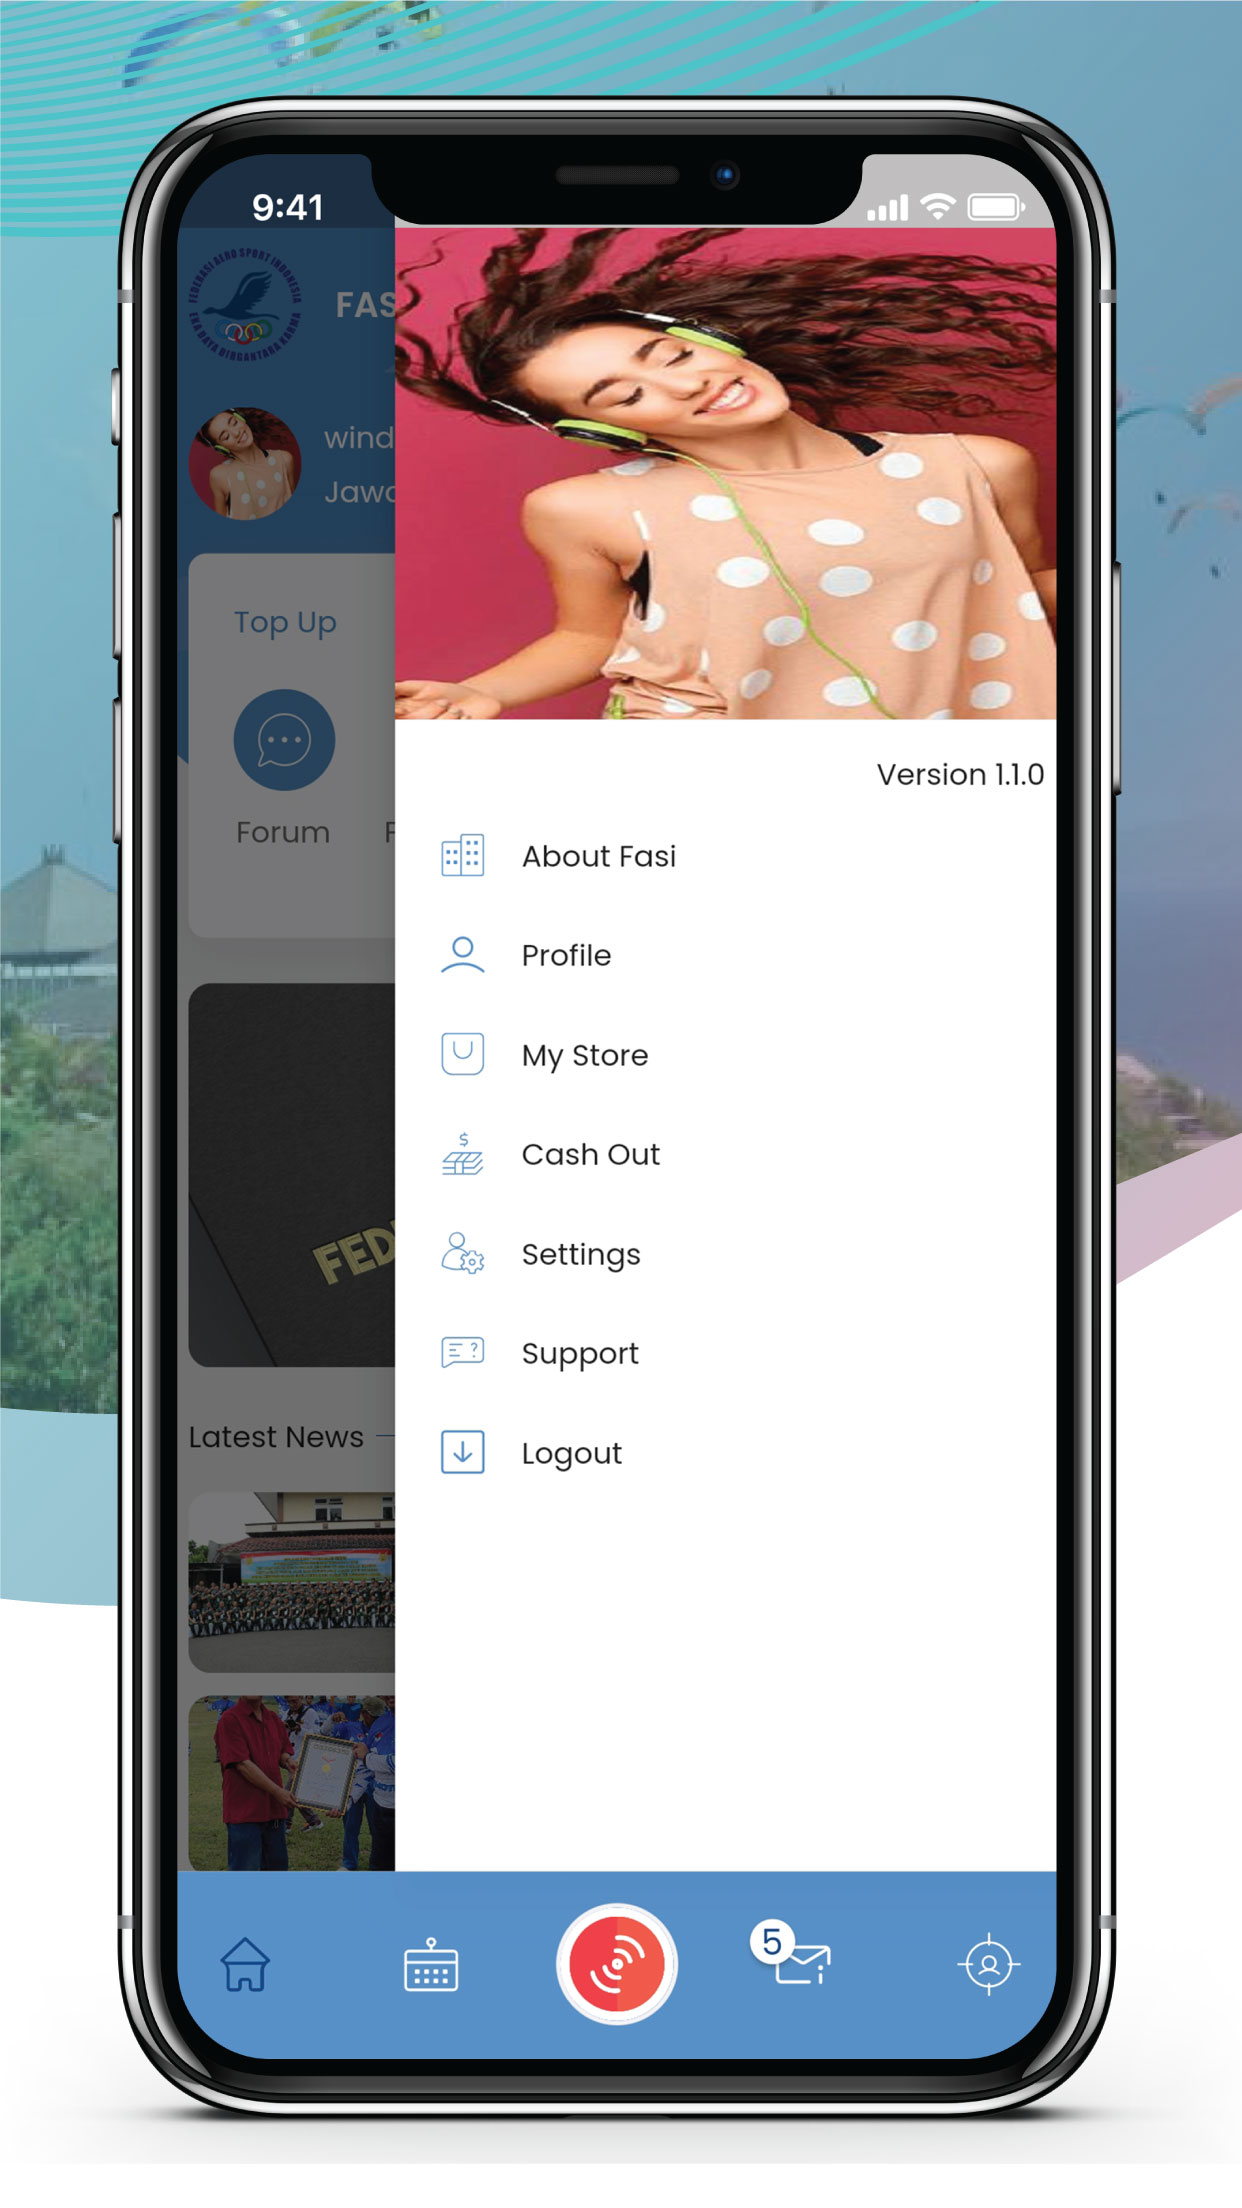 9:41
FEDERASI AERO SPORT INDONESIA
EKA DAYA DIRGANTARA KARMA
FAS
wind
Jawa
Top Up
Forum
F
Version 1.1.0
About Fasi
Profile
My Store
$
Cash Out
Settings
?
Support
Logout
FED
Latest News
5